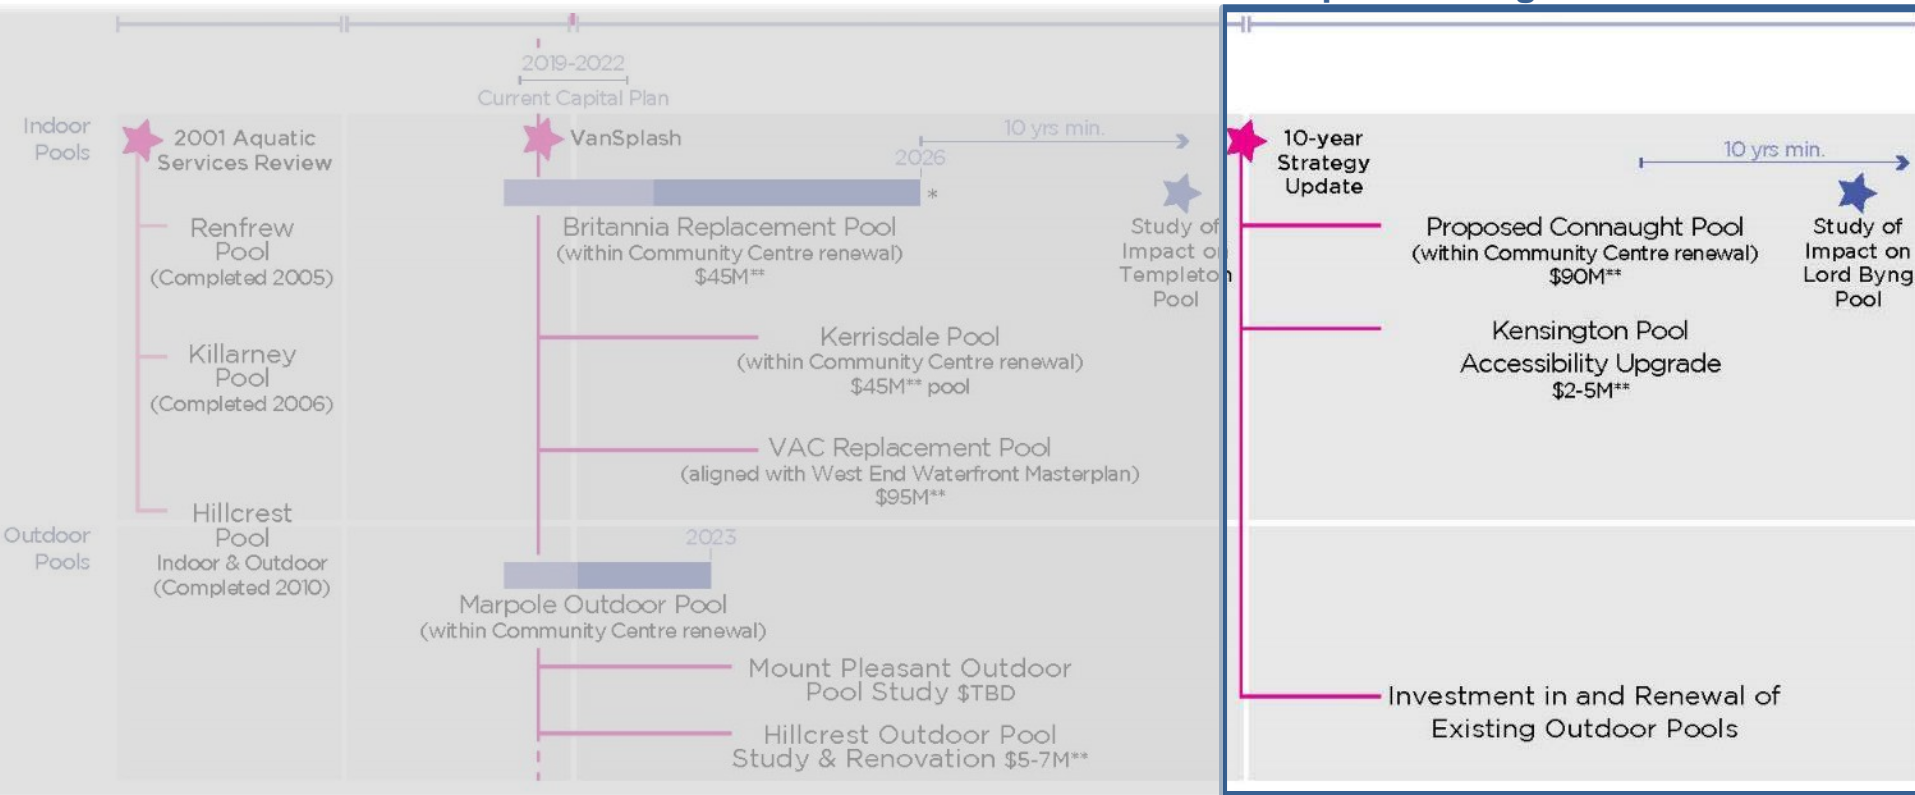 2019-2022
Current Capital Plan
Indoor
Pools
2001 Aquatic
Services Review
VanSplash
10 yrs min.
2026
*
10-year
Strategy
Update
10 yrs min.
Renfrew
Pool
(Completed 2005)
Britannia Replacement Pool
(within Community Centre renewal)
$45M**
Study of
Impact on
Templeton
Pool
Proposed Connaught Pool
(within Community Centre renewal)
$90M**
Study of
Impact on
Lord Byng
Pool
Killarney
Pool
(Completed 2006)
Kerrisdale Pool
(within Community Centre renewal)
$45M** pool
Kensington Pool
Accessibility Upgrade
$2-5M**
VAC Replacement Pool
(aligned with West End Waterfront Masterplan)
$95M**
Hillcrest
Pool
Indoor & Outdoor
(Completed 2010)
Outdoor
Pools
2023
Marpole Outdoor Pool
(within Community Centre renewal)
Mount Pleasant Outdoor
Pool Study $TBD
Hillcrest Outdoor Pool
Study & Renovation $5-7M**
Investment in and Renewal of
Existing Outdoor Pools